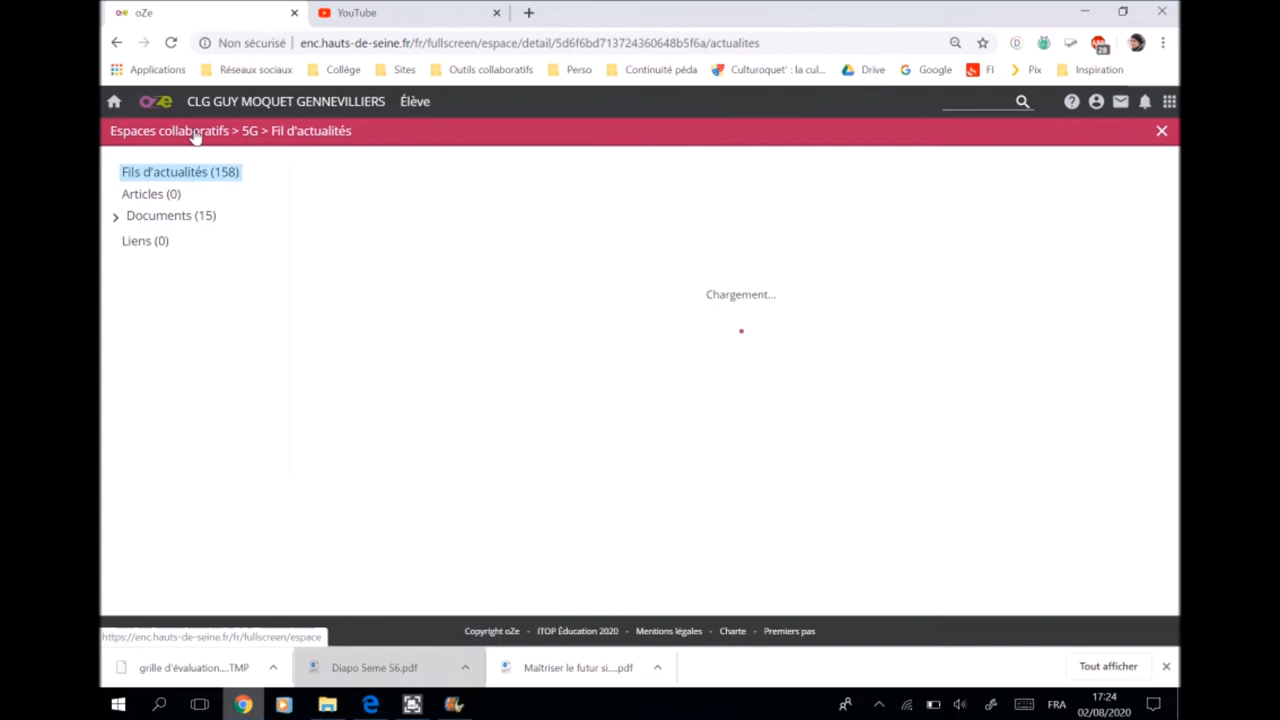 oZe
YouTube
Non sécurisé
enc.hauts-de-seine.fr/fr/fullscreen/espace/detail/5d6f6bd713724360648b5f6a/actualites
28
Applications
Réseaux sociaux
Collège
Sites
Outils collaboratifs
Perso
Continuité péda
Culturoquet' : la cul...
Drive
Google
FI
Pix
Inspiration
oze
CLG GUY MOQUET GENNEVILLIERS
Élève
Espaces collaboratifs > 5G > Fil d'actualités
Fils d'actualités (158)
Articles (0)
Documents (15)
Liens (0)
Chargement...
https://enc.hauts-de-seine.fr/fr/fullscreen/espace
Copyright oZe - ITOP Éducation 2020 - Mentions légales - Charte - Premiers pas
grille d'évaluation....TMP
Diapo 5eme S6.pdf
Maîtriser le futur si....pdf
Tout afficher
FRA
17:24
02/08/2020